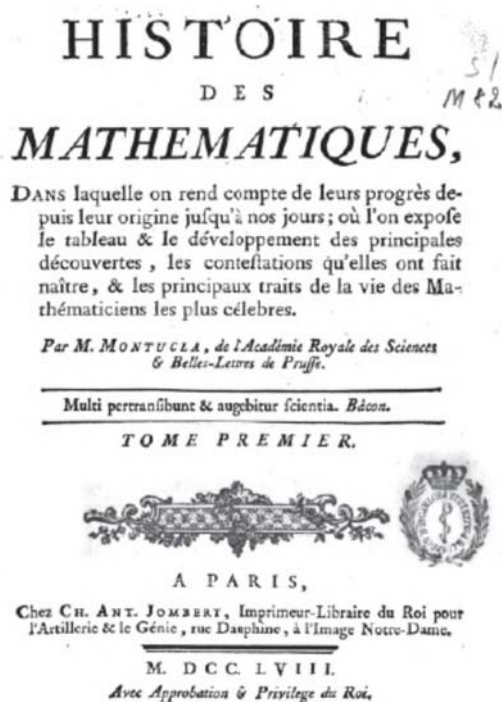 HISTOIRE
DES
MATHEMATIQUES,
DANS laquelle on rend compte de leurs progrès de-
puis leur origine juſqu'à nos jours; où l'on expoſe
le tableau & le développement des principales
découvertes, les conteſtations qu'elles ont fait
naître, & les principaux traits de la vie des Ma-
thématiciens les plus célebres.
Par M. MONTUCLA, de l'Académie Royale des Sciences
& Belles-Lettres de Pruſſe.
Multi pertranſibunt & augebitur ſcientia. Bacon.
TOME PREMIER.
A PARIS,
Chez CH. ANT. JOMBERT, Imprimeur-Libraire du Roi pour
l'Artillerie & le Génie, rue Dauphine, à l'Image Notre-Dame.
M. DCC. LVIII.
Avec Approbation & Privilege du Roi.